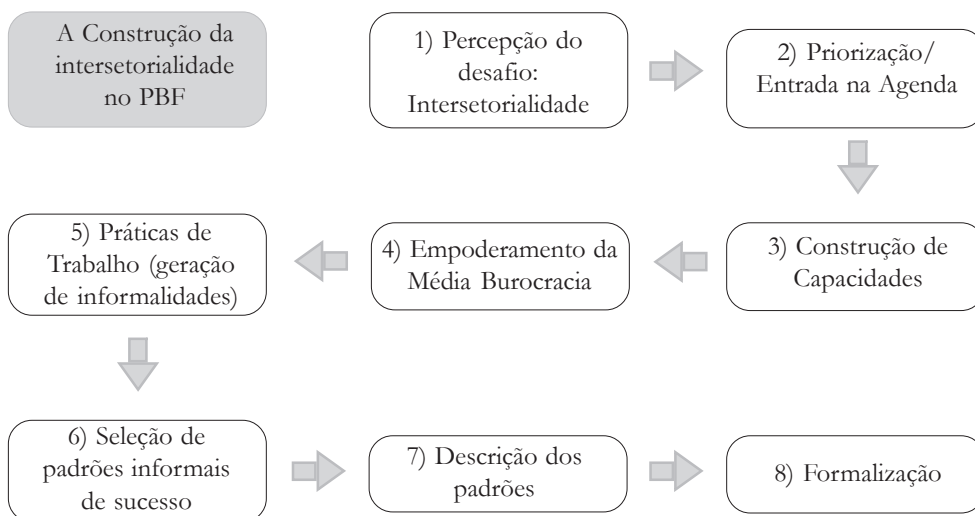 A Construção da
intersetorialidade
no PBF
1) Percepção do
desafio:
Intersetorialidade
2) Priorização/
Entrada na Agenda
3) Construção de
Capacidades
4) Empoderamento da
Média Burocracia
5) Práticas de
Trabalho (geração
de informalidades)
6) Seleção de
padrões informais
de sucesso
7) Descrição dos
padrões
8) Formalização